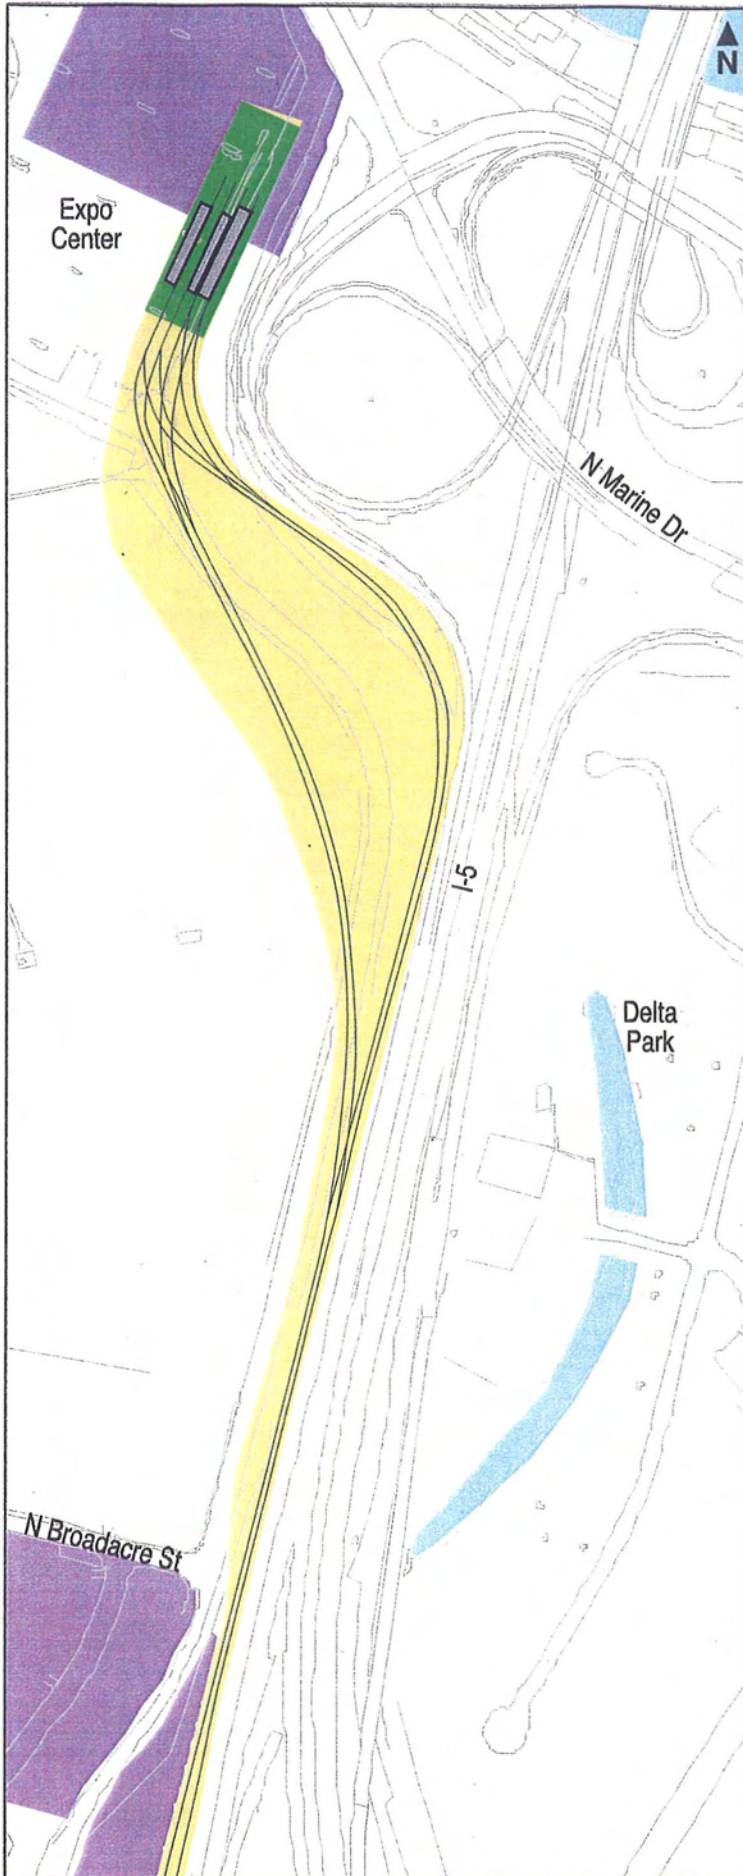 N
Expo
Center
N Marine Dr
I-5
Delta
Park
N Broadacre St